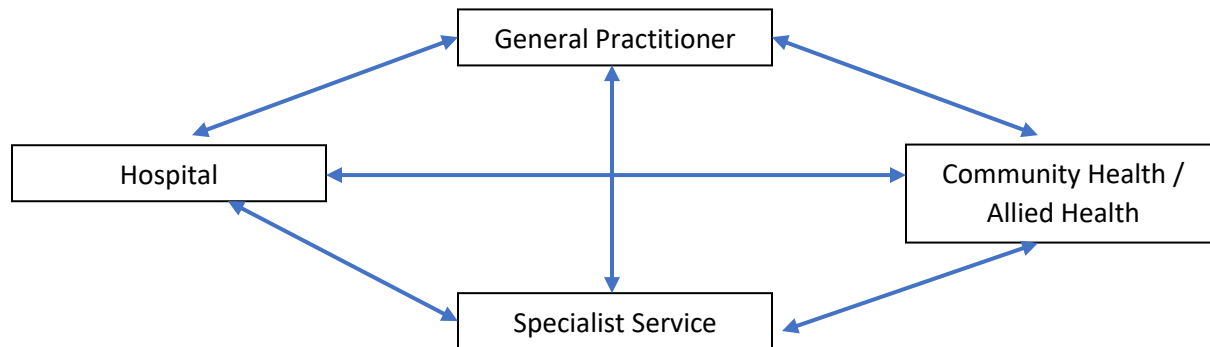 General Practitioner
Hospital
Community Health /
Allied Health
Specialist Service